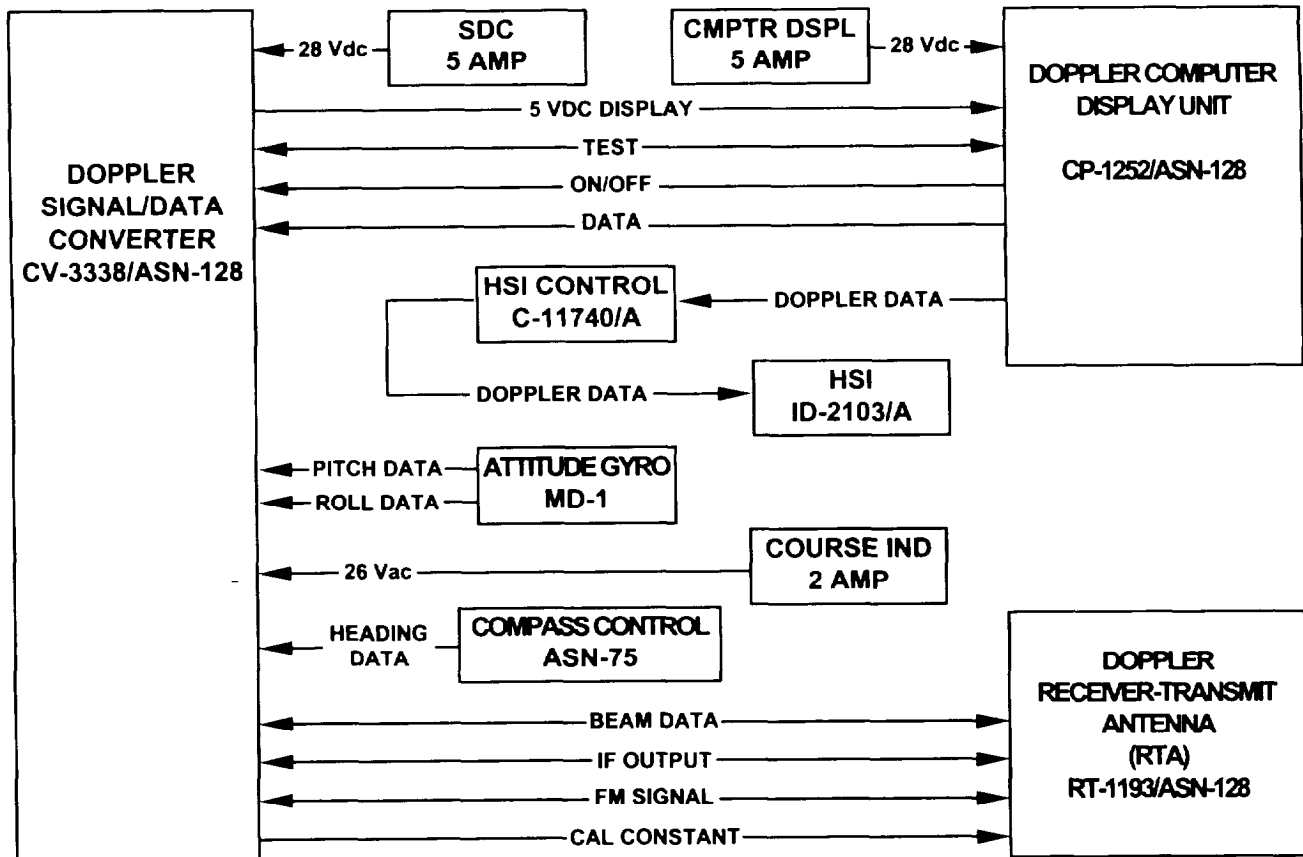 SDC
5 AMP
28 Vdc
CMPTR DSPL
5 AMP
28 Vdc
DOPPLER COMPUTER
DISPLAY UNIT
CP-1252/ASN-128
5 VDC DISPLAY
TEST
ON/OFF
DATA
DOPPLER
SIGNAL/DATA
CONVERTER
CV-3338/ASN-128
HSI CONTROL
C-11740/A
DOPPLER DATA
DOPPLER DATA
HSI
ID-2103/A
PITCH DATA
ROLL DATA
ATTITUDE GYRO
MD-1
26 Vac
COURSE IND
2 AMP
HEADING
DATA
COMPASS CONTROL
ASN-75
DOPPLER
RECEIVER-TRANSMIT
ANTENNA
(RTA)
RT-1193/ASN-128
BEAM DATA
IF OUTPUT
FM SIGNAL
CAL CONSTANT